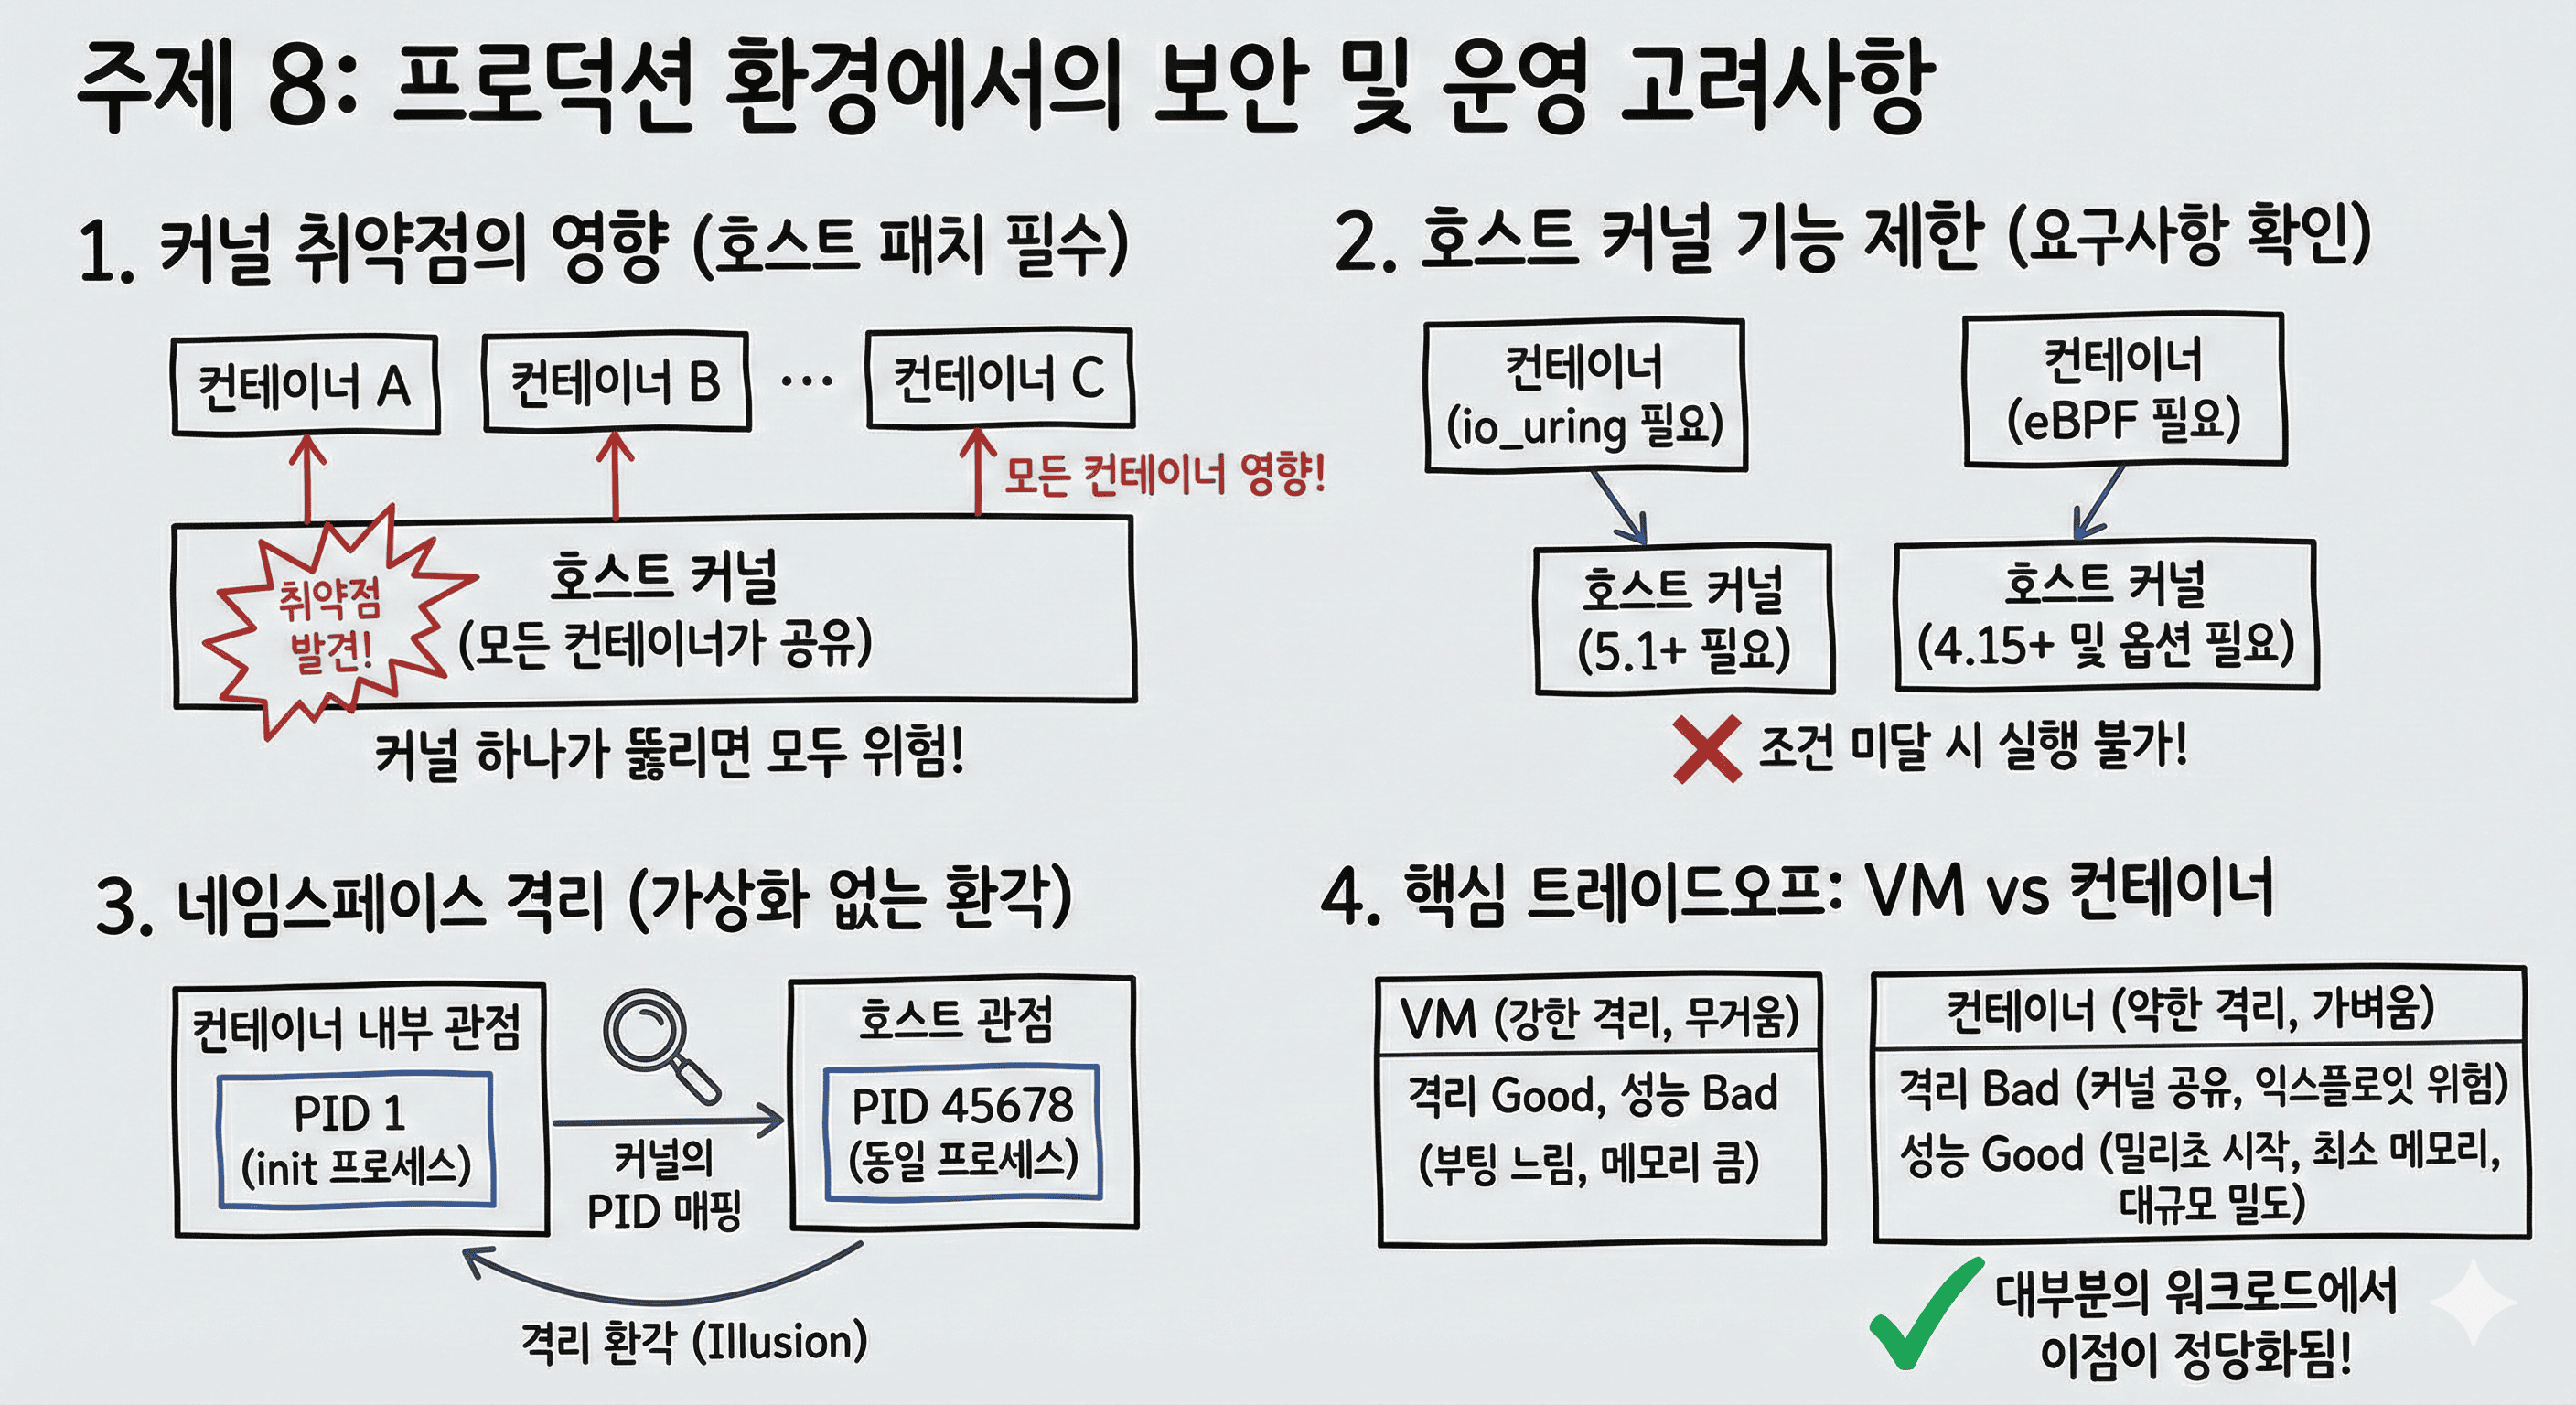 주제 8: 프로덕션 환경에서의 보안 및 운영 고려사항
1. 커널 취약점의 영향 (호스트 패치 필수)
컨테이너 A
컨테이너 B
...
컨테이너 C
모든 컨테이너 영향!
취약점
발견!
호스트 커널
(모든 컨테이너가 공유)
커널 하나가 뚫리면 모두 위험!
2. 호스트 커널 기능 제한 (요구사항 확인)
컨테이너
(io_uring 필요)
컨테이너
(eBPF 필요)
호스트 커널
(5.1+ 필요)
호스트 커널
(4.15+ 및 옵션 필요)
조건 미달 시 실행 불가!
3. 네임스페이스 격리 (가상화 없는 환각)
컨테이너 내부 관점
PID 1
(init 프로세스)
커널의
PID 매핑
호스트 관점
PID 45678
(동일 프로세스)
격리 환각 (Illusion)
4. 핵심 트레이드오프: VM vs 컨테이너
VM (강한 격리, 무거움)
격리 Good, 성능 Bad
(부팅 느림, 메모리 큼)
컨테이너 (약한 격리, 가벼움)
격리 Bad (커널 공유, 익스플로잇 위험)
성능 Good (밀리초 시작, 최소 메모리,
대규모 밀도)
대부분의 워크로드에서
이점이 정당화됨!